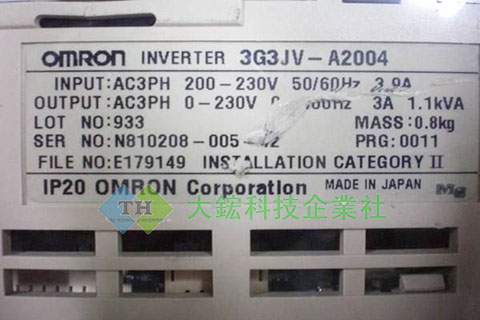 OMRON INVERTER 3G3JV-A2004
INPUT:AC3PH 200-230V 50/60Hz 3.9A
OUTPUT:AC3PH 0-230V 3A 1.1kVA
LOT NO:933 MASS:0.8kg
SER NO:N810208-005- PRG:0011
FILE NO:E179149 INSTALLATION CATEGORY II
IP20 OMRON Corporation MADE IN JAPAN
TH 大鋐科技企業社